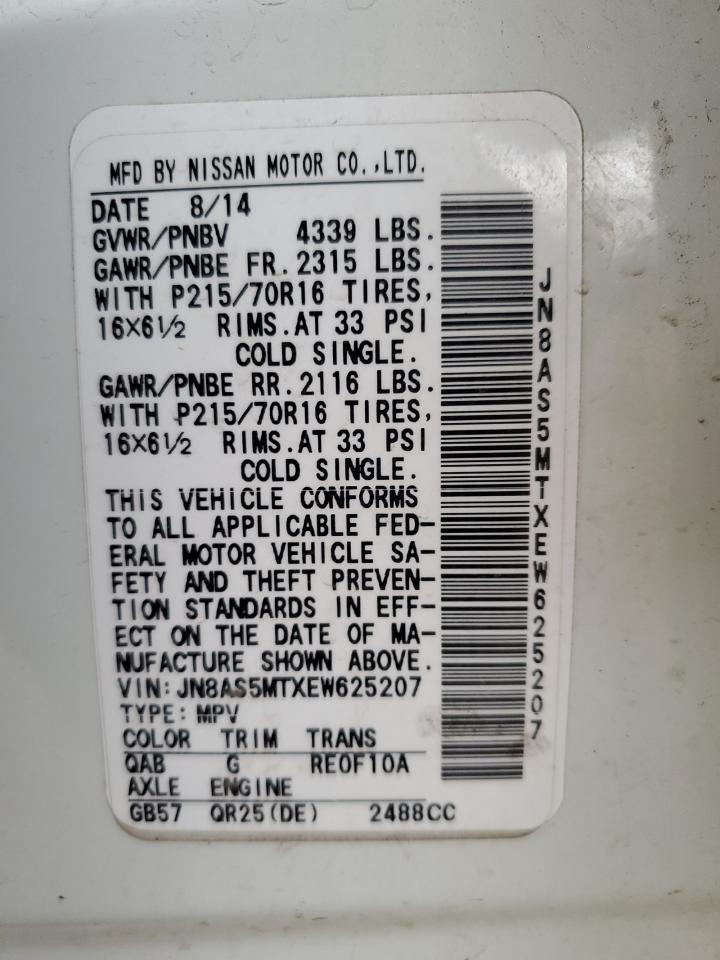 MFD BY NISSAN MOTOR CO.,LTD.
DATE 8/14
GVWR/PNBV 4339 LBS.
GAWR/PNBE FR.2315 LBS.
WITH P215/70R16 TIRES,
16×6½ RIMS.AT 33 PSI
COLD SINGLE.
GAWR/PNBE RR.2116 LBS.
WITH P215/70R16 TIRES,
16×6½ RIMS.AT 33 PSI
COLD SINGLE.
THIS VEHICLE CONFORMS
TO ALL APPLICABLE FED-
ERAL MOTOR VEHICLE SA-
FETY AND THEFT PREVEN-
TION STANDARDS IN EFF-
ECT ON THE DATE OF MA-
NUFACTURE SHOWN ABOVE.
VIN:JN8AS5MTXEW625207
TYPE:MPV
COLOR TRIM TRANS
QAB G RE0F10A
AXLE ENGINE
GB57 QR25(DE) 2488CC
JN8AS5MTXEW625207